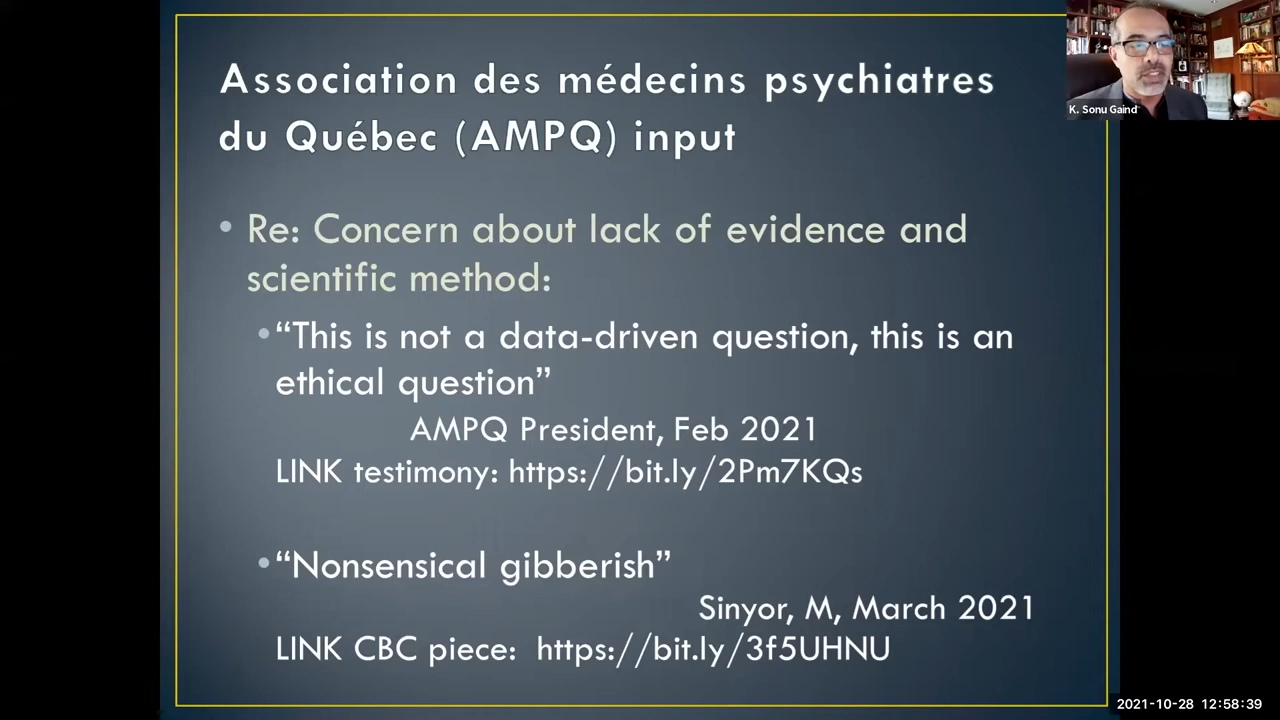 Association des médecins psychiatres
du Québec (AMPQ) input
• Re: Concern about lack of evidence and
scientific method:
• “This is not a data-driven question, this is an
ethical question”
AMPQ President, Feb 2021
LINK testimony: https://bit.ly/2Pm7KQs
• “Nonsensical gibberish”
Sinyor, M, March 2021
LINK CBC piece: https://bit.ly/3f5UHNU
K. Sonu Gaind
2021-10-28 12:58:39